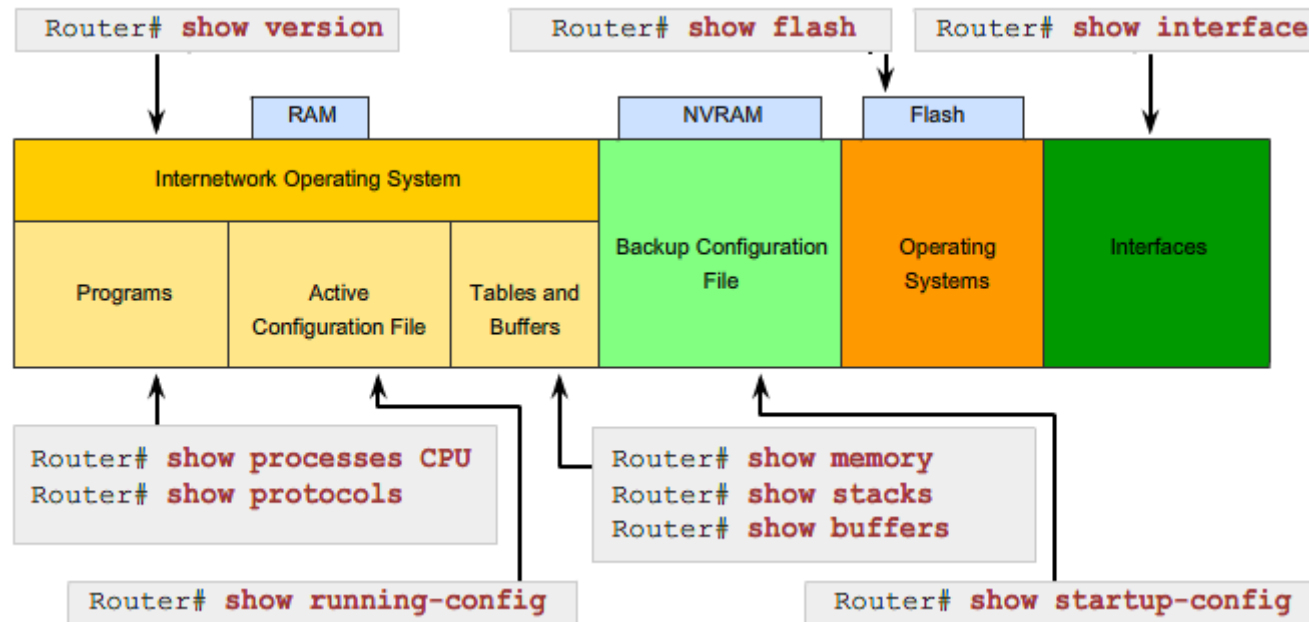 Router# show version
Router# show flash
Router# show interface
RAM
NVRAM
Flash
Internetwork Operating System
Programs
Active
Configuration File
Tables and
Buffers
Backup Configuration
File
Operating
Systems
Interfaces
Router# show processes CPU
Router# show protocols
Router# show memory
Router# show stacks
Router# show buffers
Router# show running-config
Router# show startup-config